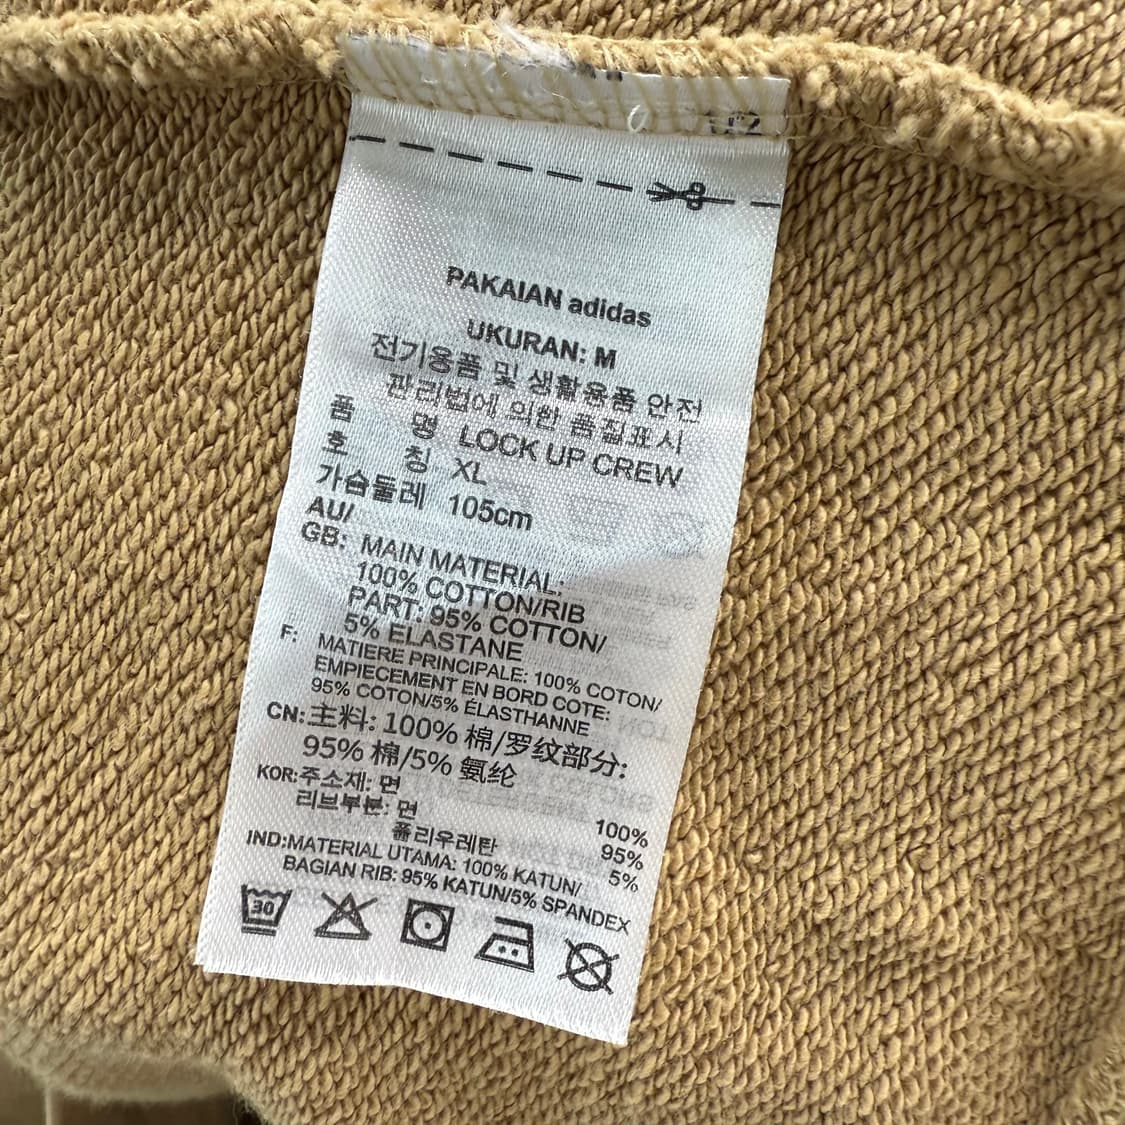 PAKAIAN adidas
UKURAN: M
전기용품 및 생활용품 안전
관리법에 의한 품질표시
품 명 LOCK UP CREW
호 칭 XL
가슴둘레 105cm
AU/
GB: MAIN MATERIAL:
100% COTTON/RIB
PART: 95% COTTON/
5% ELASTANE
F: MATIERE PRINCIPALE: 100% COTON/
EMPIECEMENT EN BORD COTE:
95% COTON/5% ÉLASTHANNE
CN:主料: 100% 棉/罗纹部分:
95% 棉/5% 氨纶
KOR:주소재: 면 100%
리브부분: 면 95%
폴리우레탄 5%
IND:MATERIAL UTAMA: 100% KATUN/
BAGIAN RIB: 95% KATUN/5% SPANDEX
30